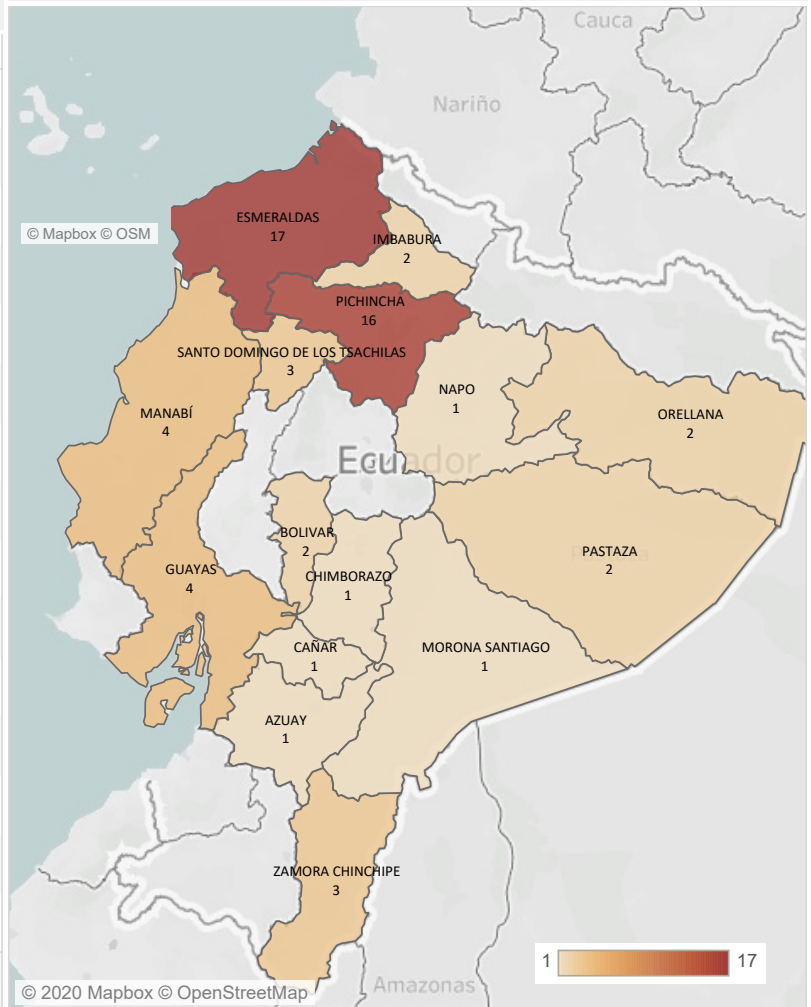 Cauca
Nariño
ESMERALDAS
17
© Mapbox © OSM
IMBABURA
2
PICHINCHA
16
SANTO DOMINGO DE LOS TSACHILAS
3
NAPO
1
MANABÍ
4
ORELLANA
2
Ecuador
BOLIVAR
2
PASTAZA
2
GUAYAS
4
CHIMBORAZO
1
CAÑAR
1
MORONA SANTIAGO
1
AZUAY
1
ZAMORA CHINCHIPE
3
1
17
Amazonas
© 2020 Mapbox © OpenStreetMap